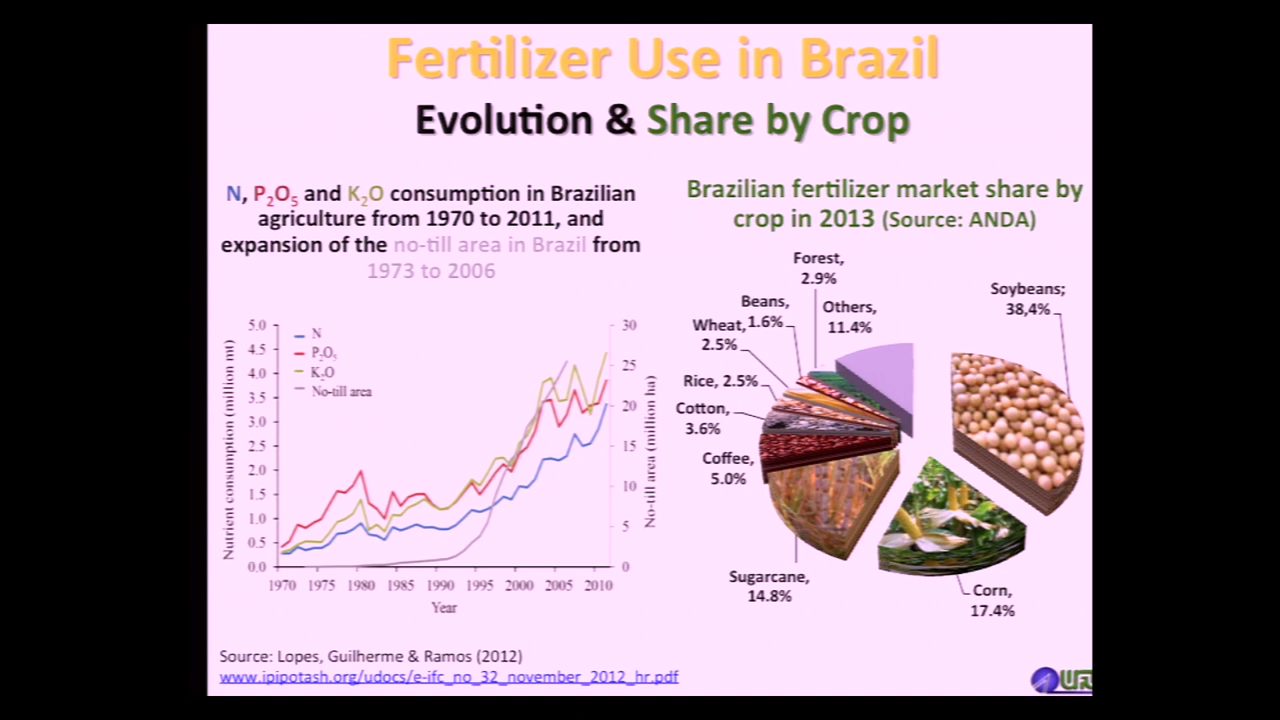 Fertilizer Use in Brazil
Evolution & Share by Crop
N, P2O5 and K2O consumption in Brazilian
agriculture from 1970 to 2011, and
expansion of the no-till area in Brazil from
1973 to 2006
Nutrient consumption (million mt)
5.0
4.5
4.0
3.5
3.0
2.5
2.0
1.5
1.0
0.5
0.0
N
P2O5
K2O
No-till area
30
25
20
15
10
5
0
No-till area (million ha)
1970 1975 1980 1985 1990 1995 2000 2005 2010
Year
Brazilian fertilizer market share by
crop in 2013 (Source: ANDA)
Forest,
2.9%
Soybeans;
38,4%
Beans,
1.6%
Others,
11.4%
Wheat,
2.5%
Rice, 2.5%
Cotton,
3.6%
Coffee,
5.0%
Sugarcane,
14.8%
Corn,
17.4%
Source: Lopes, Guilherme & Ramos (2012)
www.ipipotash.org/udocs/e-ifc_no_32_november_2012_hr.pdf